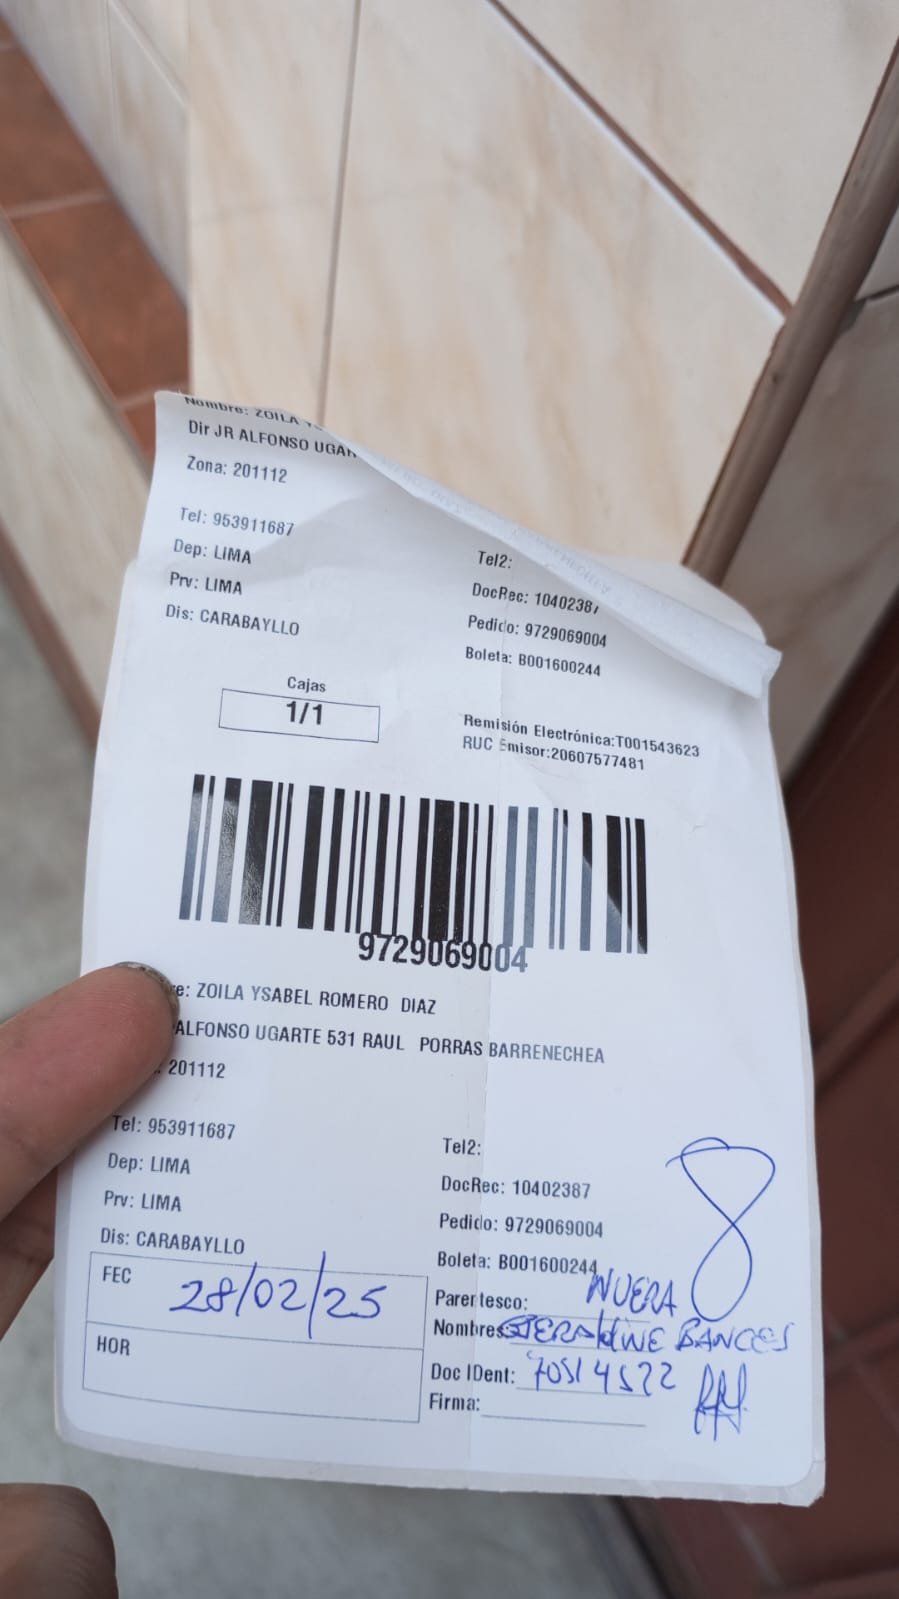 Nombre: ZOILA
Dir JR ALFONSO UGAR
Zona: 201112
Tel: 953911687
Tel2:
Dep: LIMA
DocRec: 10402387
Prv: LIMA
Pedido: 9729069004
Dis: CARABAYLLO
Boleta: B001600244
Cajas
1/1
Remisión Electrónica:T001543623
RUC Emisor:20607577481
9729069004
re: ZOILA YSABEL ROMERO DIAZ
ALFONSO UGARTE 531 RAUL PORRAS BARRENECHEA
201112
Tel: 953911687
Tel2:
Dep: LIMA
DocRec: 10402387
Prv: LIMA
Pedido: 9729069004
Dis: CARABAYLLO
Boleta: B001600244
FEC 28/02/25
Parentesco: NUERA
Nombres GERALDINE BANCES
HOR
Doc IDent: 70514522
Firma:
8